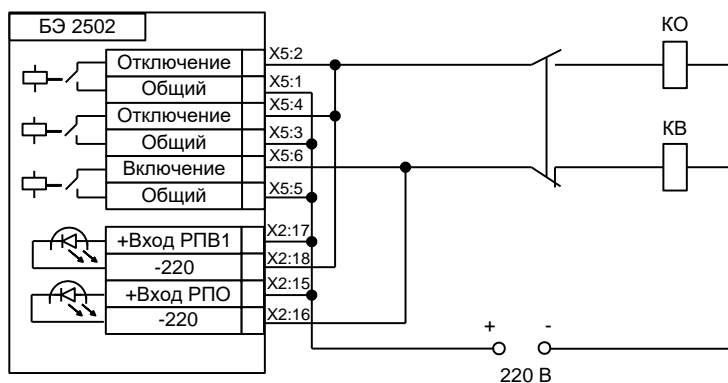 БЭ 2502
КО
Отключение X5:2
Общий X5:1
Отключение X5:4
Общий X5:3
КВ
Включение X5:6
Общий X5:5
+Вход РПВ1 X2:17
-220 X2:18
+Вход РПО X2:15
-220 X2:16
+ -
220 В